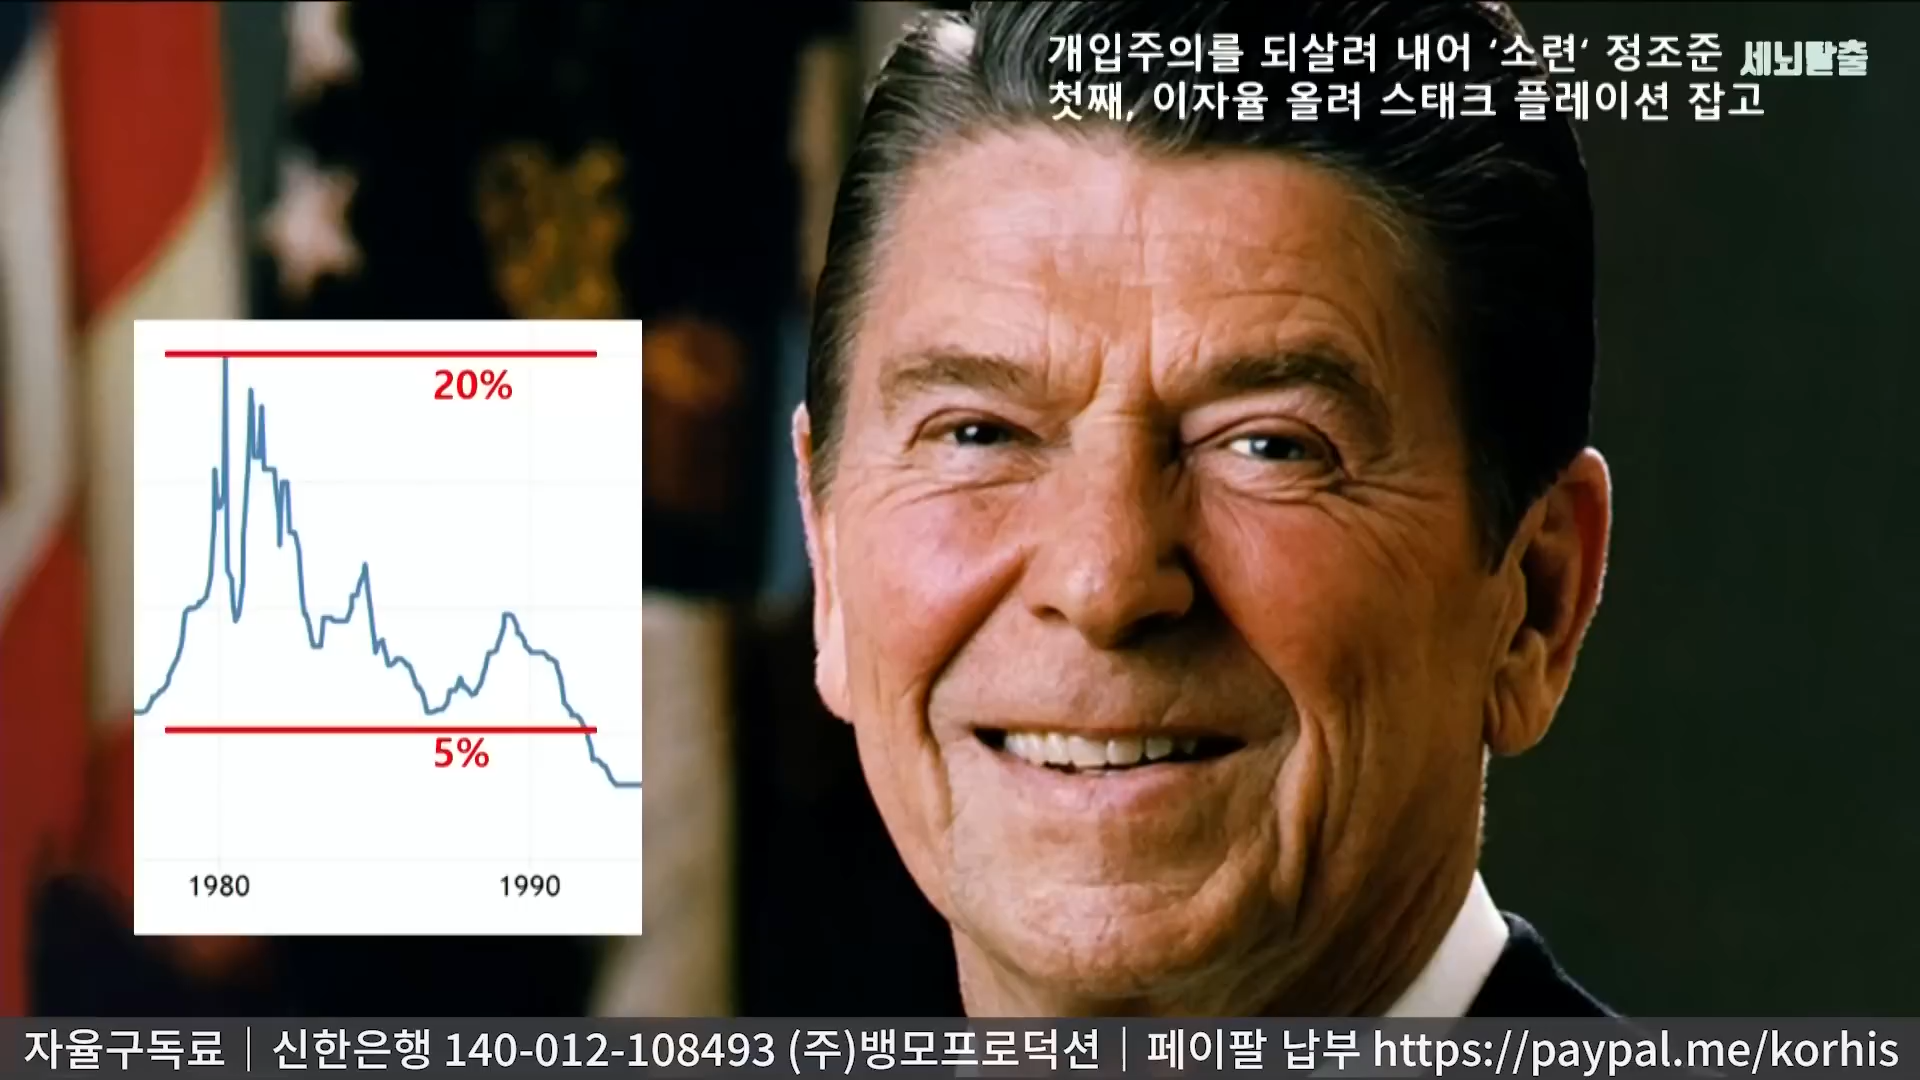 개입주의를 되살려 내어 ‘소련‘ 정조준 세뇌탈출
첫째, 이자율 올려 스태크 플레이션 잡고
20%
5%
1980 1990
자율구독료｜신한은행 140-012-108493 (주)뱅모프로덕션｜페이팔 납부 https://paypal.me/korhis